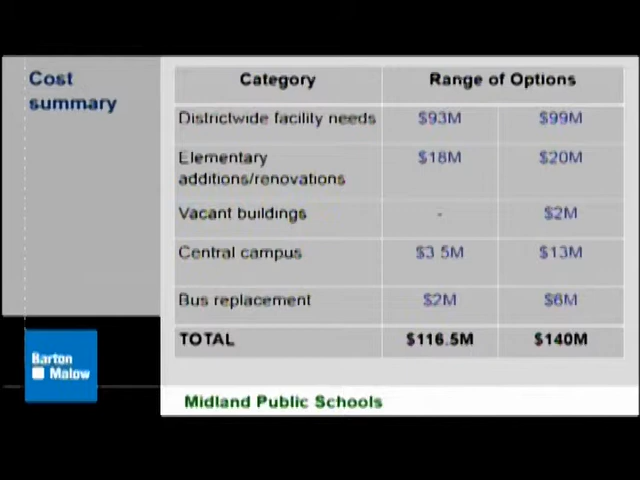 Cost
summary
Category Range of Options
Districtwide facility needs $93M $99M
Elementary
additions/renovations $18M $20M
Vacant buildings - $2M
Central campus $3.5M $13M
Bus replacement $2M $6M
TOTAL $116.5M $140M
Barton
Malow
Midland Public Schools